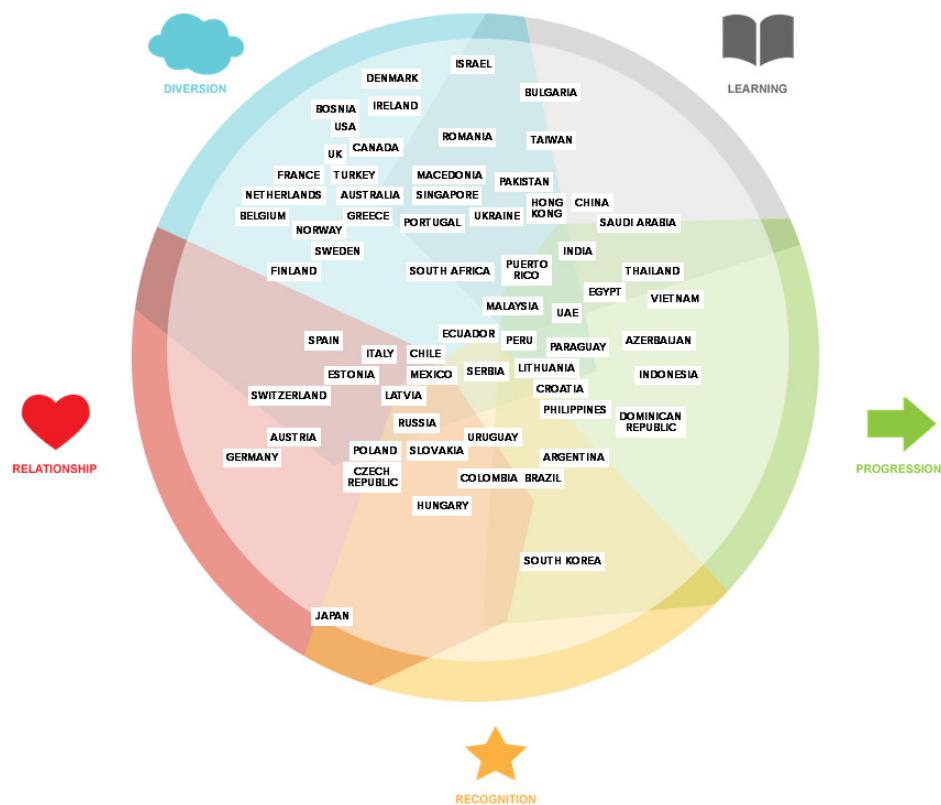 DIVERSION
LEARNING
ISRAEL
DENMARK
BULGARIA
BOSNIA
IRELAND
USA
ROMANIA
TAIWAN
UK
CANADA
FRANCE
TURKEY
MACEDONIA
PAKISTAN
NETHERLANDS
AUSTRALIA
SINGAPORE
HONG
KONG
CHINA
BELGIUM
GREECE
PORTUGAL
UKRAINE
SAUDI ARABIA
NORWAY
SWEDEN
INDIA
FINLAND
SOUTH AFRICA
PUERTO
RICO
THAILAND
EGYPT
VIETNAM
MALAYSIA
UAE
SPAIN
ECUADOR
PERU
PARAGUAY
AZERBAIJAN
ITALY
CHILE
ESTONIA
MEXICO
SERBIA
LITHUANIA
INDONESIA
SWITZERLAND
LATVIA
CROATIA
PHILIPPINES
DOMINICAN
REPUBLIC
RUSSIA
AUSTRIA
URUGUAY
GERMANY
POLAND
SLOVAKIA
ARGENTINA
CZECH
REPUBLIC
COLOMBIA
BRAZIL
HUNGARY
SOUTH KOREA
JAPAN
RELATIONSHIP
PROGRESSION
RECOGNITION